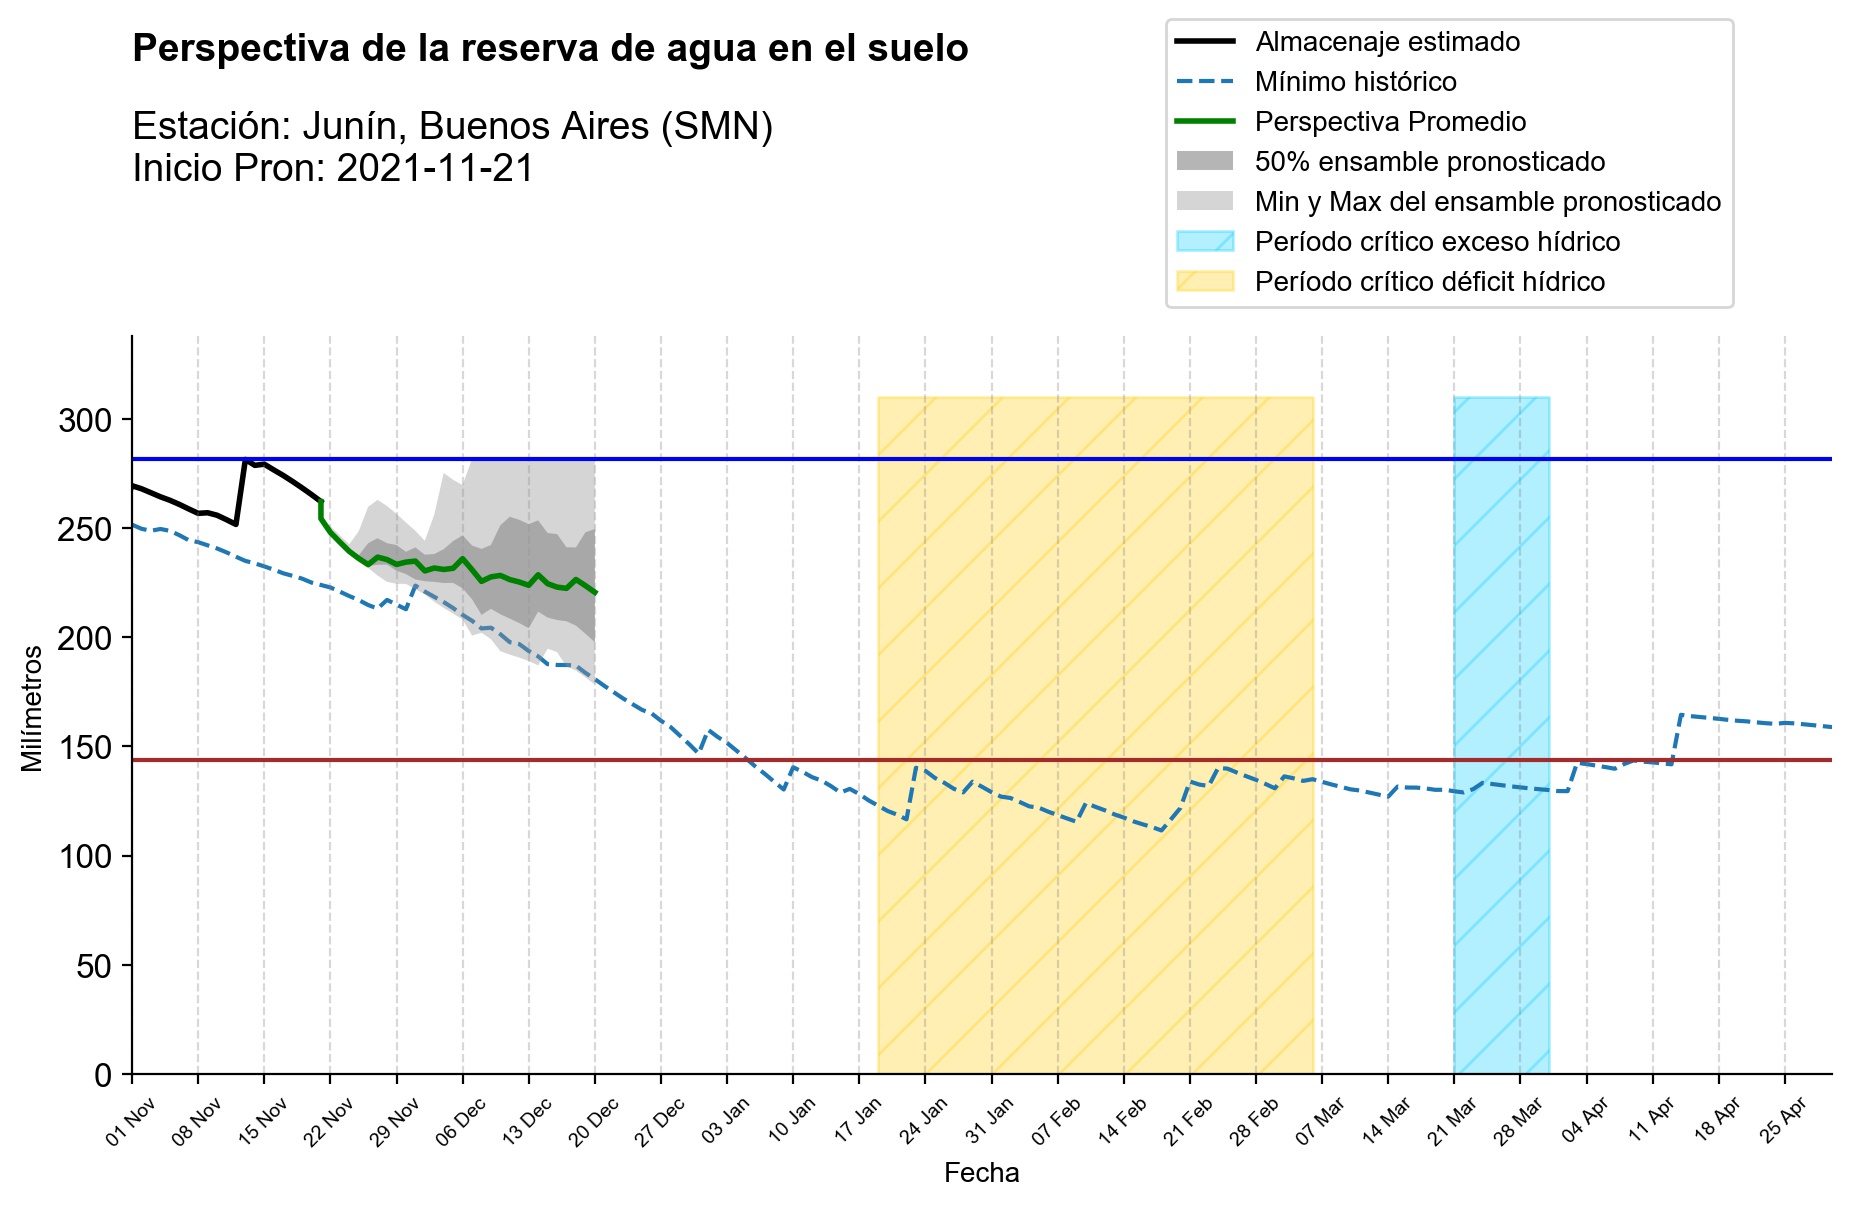 Perspectiva de la reserva de agua en el suelo
Estación: Junín, Buenos Aires (SMN)
Inicio Pron: 2021-11-21
Almacenaje estimado
Mínimo histórico
Perspectiva Promedio
50% ensamble pronosticado
Min y Max del ensamble pronosticado
Período crítico exceso hídrico
Período crítico déficit hídrico
Milímetros
300
250
200
150
100
50
0
01 Nov
08 Nov
15 Nov
22 Nov
29 Nov
06 Dec
13 Dec
20 Dec
27 Dec
03 Jan
10 Jan
17 Jan
24 Jan
31 Jan
07 Feb
14 Feb
21 Feb
28 Feb
07 Mar
14 Mar
21 Mar
28 Mar
04 Apr
11 Apr
18 Apr
25 Apr
Fecha